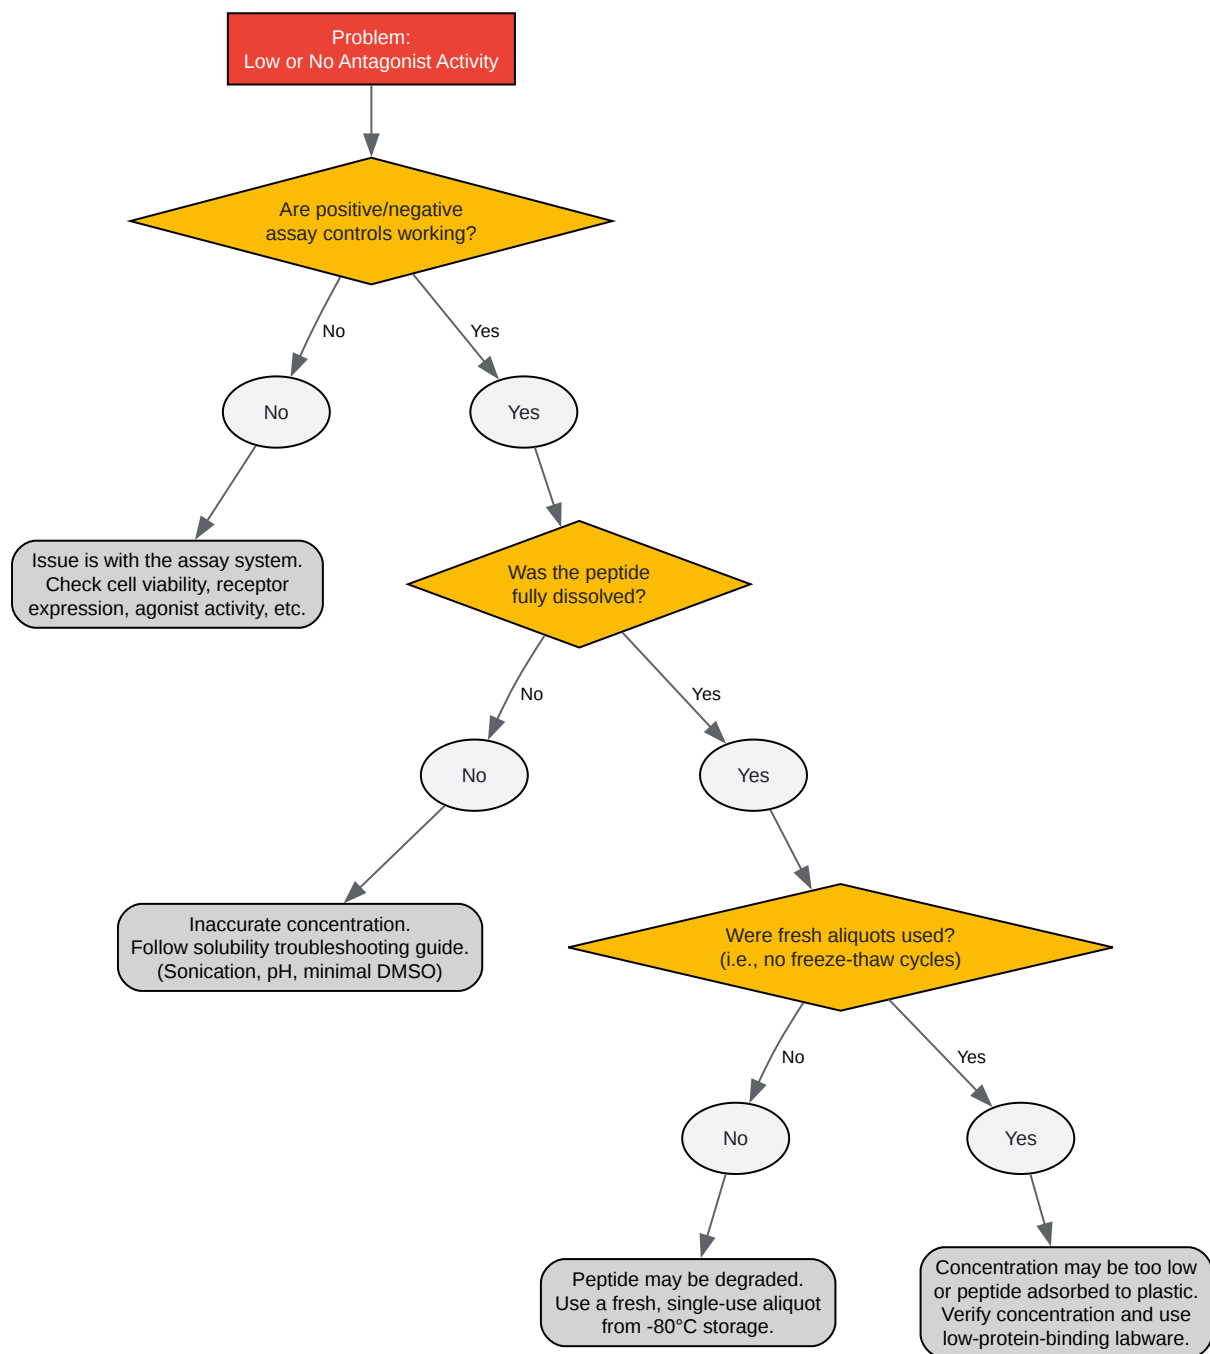 Problem:
Low or No Antagonist Activity
Are positive/negative
assay controls working?
No
Yes
No
Yes
Issue is with the assay system.
Check cell viability, receptor
expression, agonist activity, etc.
Was the peptide
fully dissolved?
No
Yes
No
Yes
Inaccurate concentration.
Follow solubility troubleshooting guide.
(Sonication, pH, minimal DMSO)
Were fresh aliquots used?
(i.e., no freeze-thaw cycles)
No
Yes
No
Yes
Peptide may be degraded.
Use a fresh, single-use aliquot
from -80°C storage.
Concentration may be too low
or peptide adsorbed to plastic.
Verify concentration and use
low-protein-binding labware.